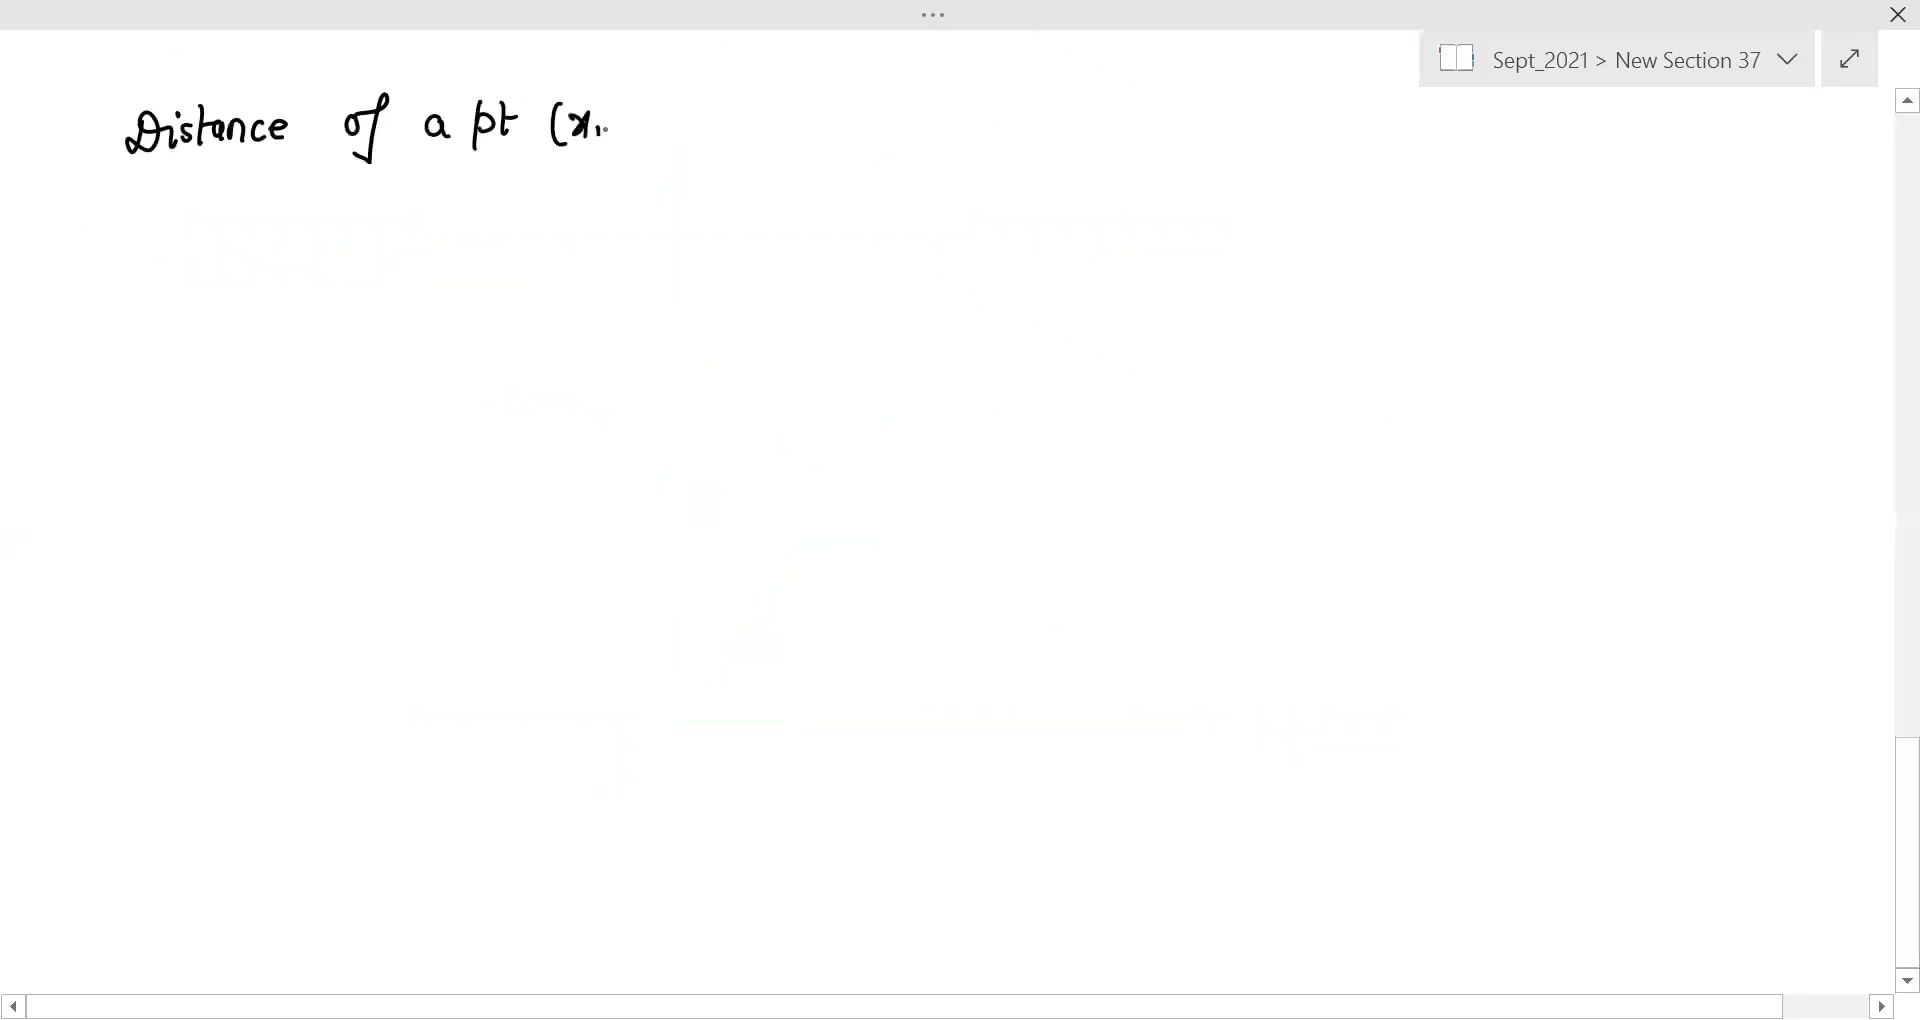 Sept_2021 > New Section 37
Distance of a pt (x₁